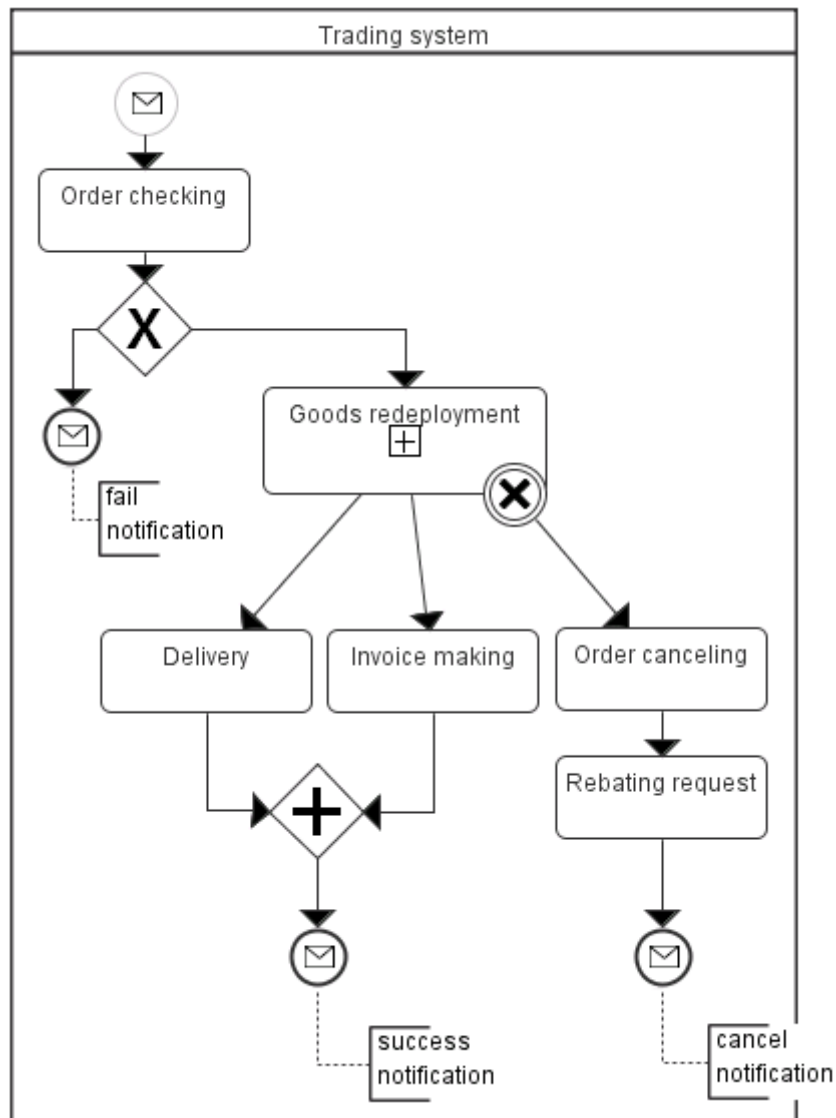 Trading system
Order checking
X
Goods redeployment
fail
notification
Delivery
Invoice making
Order canceling
Rebating request
success
notification
cancel
notification